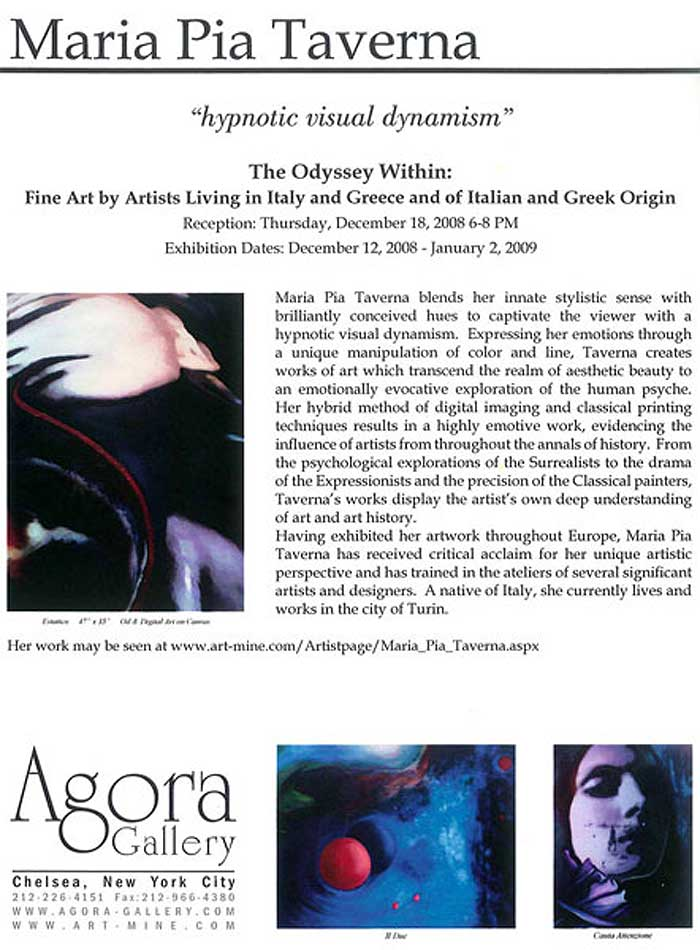 Maria Pia Taverna
“hypnotic visual dynamism”
The Odyssey Within:
Fine Art by Artists Living in Italy and Greece and of Italian and Greek Origin
Reception: Thursday, December 18, 2008 6-8 PM
Exhibition Dates: December 12, 2008 - January 2, 2009
Maria Pia Taverna blends her innate stylistic sense with
brilliantly conceived hues to captivate the viewer with a
hypnotic visual dynamism. Expressing her emotions through
a unique manipulation of color and line, Taverna creates
works of art which transcend the realm of aesthetic beauty to
an emotionally evocative exploration of the human psyche.
Her hybrid method of digital imaging and classical printing
techniques results in a highly emotive work, evidencing the
influence of artists from throughout the annals of history. From
the psychological explorations of the Surrealists to the drama
of the Expressionists and the precision of the Classical painters,
Taverna’s works display the artist’s own deep understanding
of art and art history.
Having exhibited her artwork throughout Europe, Maria Pia
Taverna has received critical acclaim for her unique artistic
perspective and has trained in the ateliers of several significant
artists and designers. A native of Italy, she currently lives and
works in the city of Turin.
Oil & Digital Art on Canvas
Her work may be seen at www.art-mine.com/Artistpage/Maria_Pia_Taverna.aspx
Agora
Gallery
Chelsea, New York City
212-226-4151 Fax:212-966-4380
WWW.AGORA-GALLERY.COM
WWW.ART-MINE.COM
Il Due
Cauta Attenzione